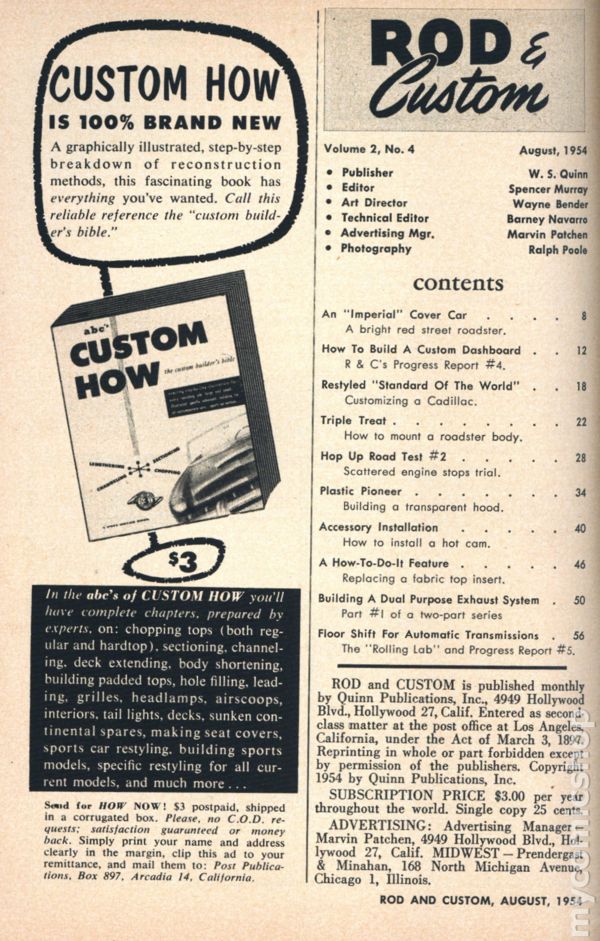 CUSTOM HOW
IS 100% BRAND NEW
A graphically illustrated, step-by-step
breakdown of reconstruction
methods, this fascinating book has
everything you've wanted. Call this
reliable reference the "custom build-
er's bible."
abc's
CUSTOM
HOW
the custom builder's bible
LENGTHENING
SECTIONING
CHANNELING
CHOPPING
$3
In the abc's of CUSTOM HOW you'll
have complete chapters, prepared by
experts, on: chopping tops (both reg-
ular and hardtop), sectioning, channel-
ing, deck extending, body shortening,
building padded tops, hole filling, lead-
ing, grilles, headlamps, airscoops,
interiors, tail lights, decks, sunken con-
tinental spares, making seat covers,
sports car restyling, building sports
models, specific restyling for all cur-
rent models, and much more . . .
Send for HOW NOW! $3 postpaid, shipped
in a corrugated box. Please, no C.O.D. re-
quests; satisfaction guaranteed or money
back. Simply print your name and address
clearly in the margin, clip this ad to your
remittance, and mail them to: Post Publica-
tions, Box 897, Arcadia 14, California.
ROD &
Custom
Volume 2, No. 4 August, 1954
• Publisher W. S. Quinn
• Editor Spencer Murray
• Art Director Wayne Bender
• Technical Editor Barney Navarro
• Advertising Mgr. Marvin Patchen
• Photography Ralph Poole
contents
An "Imperial" Cover Car . . . . 8
A bright red street roadster.
How To Build A Custom Dashboard . . 12
R & C's Progress Report #4.
Restyled "Standard Of The World" . . 18
Customizing a Cadillac.
Triple Treat . . . . . . . 22
How to mount a roadster body.
Hop Up Road Test #2 . . . . . 28
Scattered engine stops trial.
Plastic Pioneer . . . . . . . 34
Building a transparent hood.
Accessory Installation . . . . . 40
How to install a hot cam.
A How-To-Do-It Feature . . . . . 46
Replacing a fabric top insert.
Building A Dual Purpose Exhaust System . 50
Part #1 of a two-part series
Floor Shift For Automatic Transmissions . 56
The "Rolling Lab" and Progress Report #5.
ROD and CUSTOM is published monthly
by Quinn Publications, Inc., 4949 Hollywood
Blvd., Hollywood 27, Calif. Entered as second-
class matter at the post office at Los Angeles,
California, under the Act of March 3, 1897.
Reprinting in whole or part forbidden except
by permission of the publishers. Copyright
1954 by Quinn Publications, Inc.
SUBSCRIPTION PRICE $3.00 per year
throughout the world. Single copy 25 cents.
ADVERTISING: Advertising Manager—
Marvin Patchen, 4949 Hollywood Blvd., Hol-
lywood 27, Calif. MIDWEST—Prendergast
& Minahan, 168 North Michigan Avenue,
Chicago 1, Illinois.
ROD AND CUSTOM, AUGUST, 1954
mycomicshop